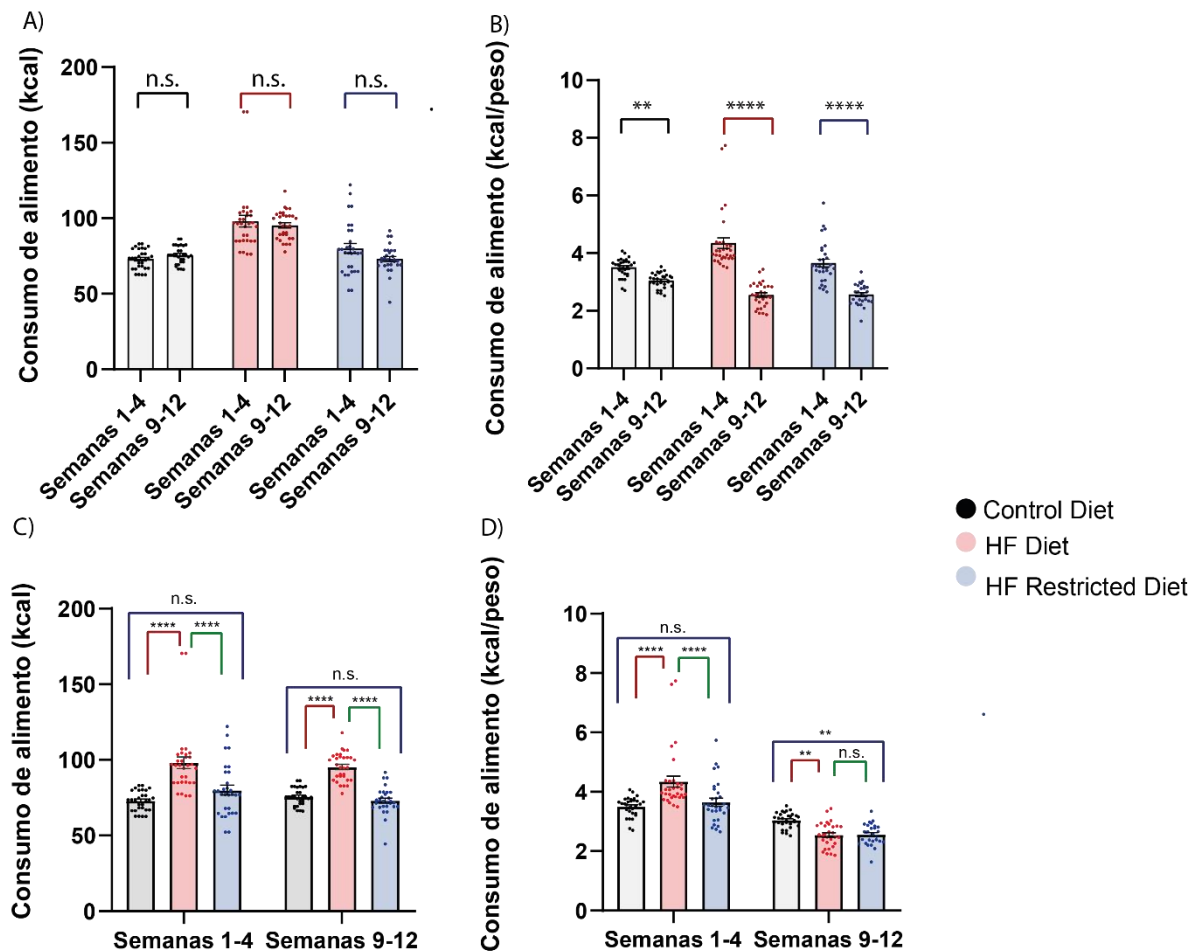 A)
Consumo de alimento (kcal)
200
150
100
50
0
n.s.
n.s.
n.s.
Semanas 1-4
Semanas 9-12
Semanas 1-4
Semanas 9-12
Semanas 1-4
Semanas 9-12
B)
Consumo de alimento (kcal/peso)
10
8
6
4
2
0
**
****
****
Semanas 1-4
Semanas 9-12
Semanas 1-4
Semanas 9-12
Semanas 1-4
Semanas 9-12
Control Diet
HF Diet
HF Restricted Diet
C)
Consumo de alimento (kcal)
200
150
100
50
0
n.s.
****
****
n.s.
****
****
Semanas 1-4
Semanas 9-12
D)
Consumo de alimento (kcal/peso)
10
8
6
4
2
0
n.s.
****
****
**
**
n.s.
Semanas 1-4
Semanas 9-12